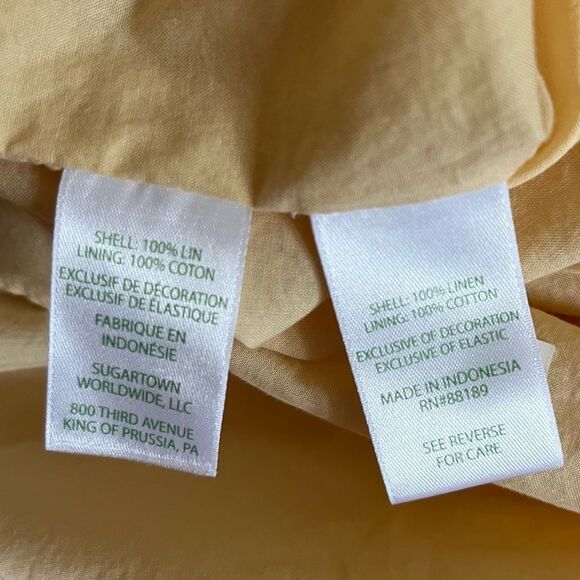 SHELL: 100% LIN
LINING: 100% COTON
EXCLUSIF DE DÉCORATION
EXCLUSIF DE ÉLASTIQUE
FABRIQUE EN
INDONÉSIE
SUGARTOWN
WORLDWIDE, LLC
800 THIRD AVENUE
KING OF PRUSSIA, PA
SHELL: 100% LINEN
LINING: 100% COTTON
EXCLUSIVE OF DECORATION
EXCLUSIVE OF ELASTIC
MADE IN INDONESIA
RN#88189
SEE REVERSE
FOR CARE